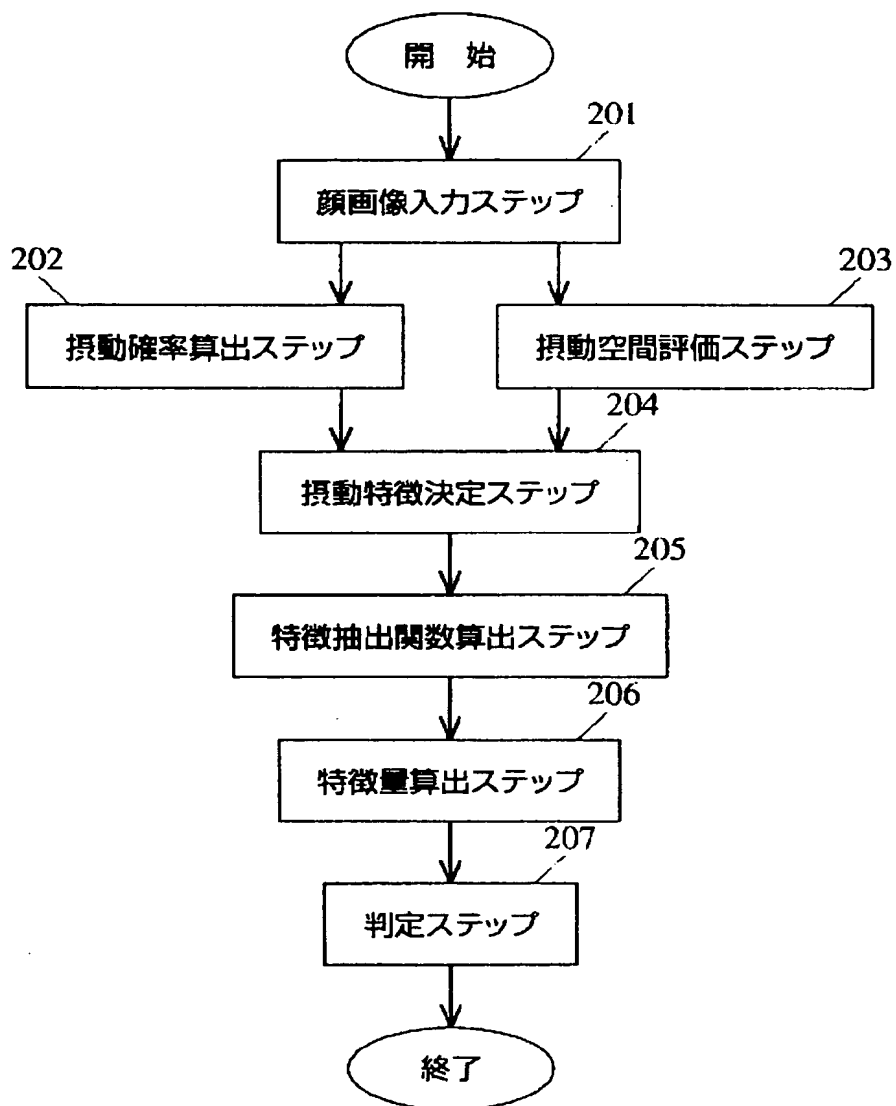 開 始
201
顔画像入力ステップ
202
203
摂動確率算出ステップ
摂動空間評価ステップ
204
摂動特徴決定ステップ
205
特徴抽出関数算出ステップ
206
特徴量算出ステップ
207
判定ステップ
終了